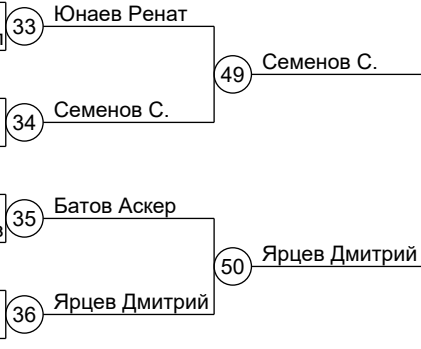 33
Юнаев Ренат
49
Семенов С.
34
Семенов С.
35
Батов Аскер
50
Ярцев Дмитрий
36
Ярцев Дмитрий